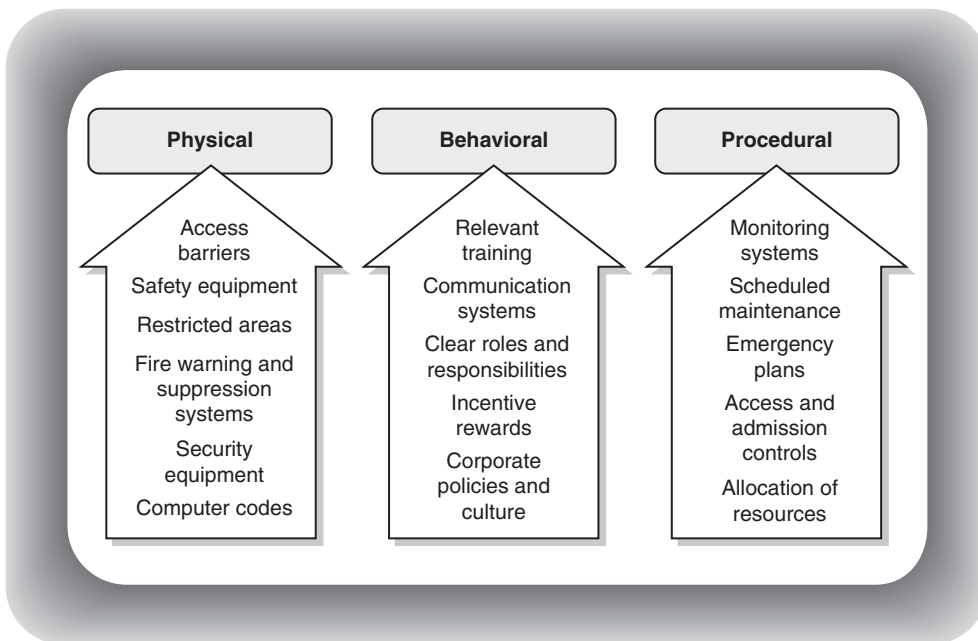 Physical
Access
barriers
Safety equipment
Restricted areas
Fire warning and
suppression
systems
Security
equipment
Computer codes
Behavioral
Relevant
training
Communication
systems
Clear roles and
responsibilities
Incentive
rewards
Corporate
policies and
culture
Procedural
Monitoring
systems
Scheduled
maintenance
Emergency
plans
Access and
admission
controls
Allocation of
resources